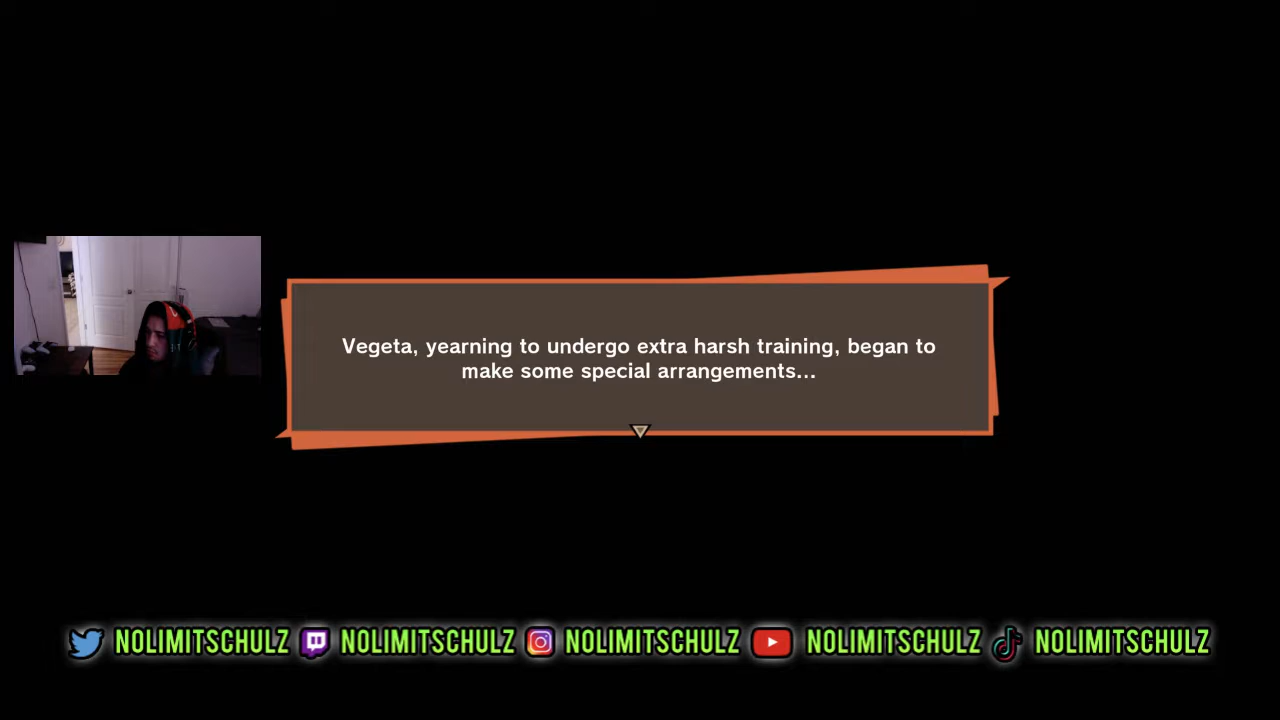 Vegeta, yearning to undergo extra harsh training, began to
make some special arrangements...
NOLIMITSCHULZ NOLIMITSCHULZ NOLIMITSCHULZ NOLIMITSCHULZ NOLIMITSCHULZ